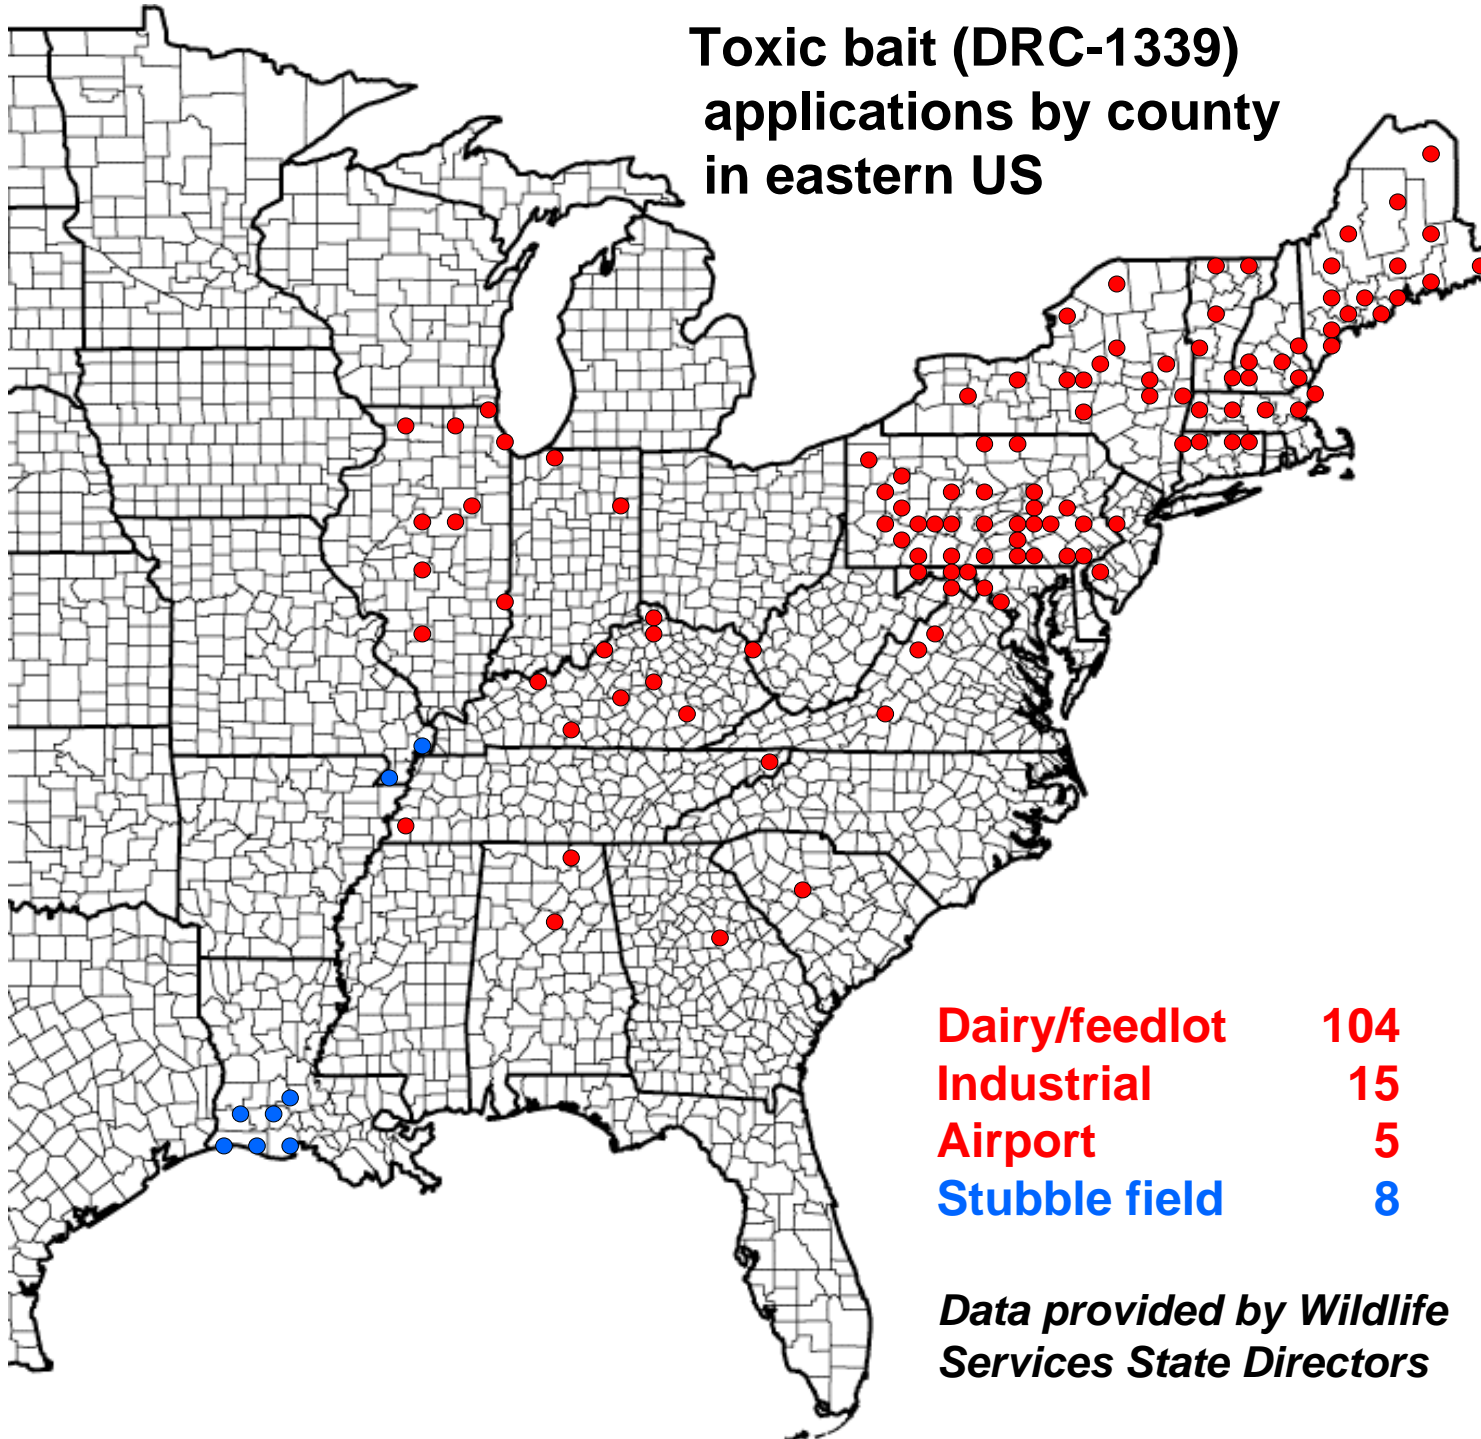 Toxic bait (DRC-1339)
applications by county
in eastern US
Dairy/feedlot 104
Industrial 15
Airport 5
Stubble field 8
Data provided by Wildlife
Services State Directors